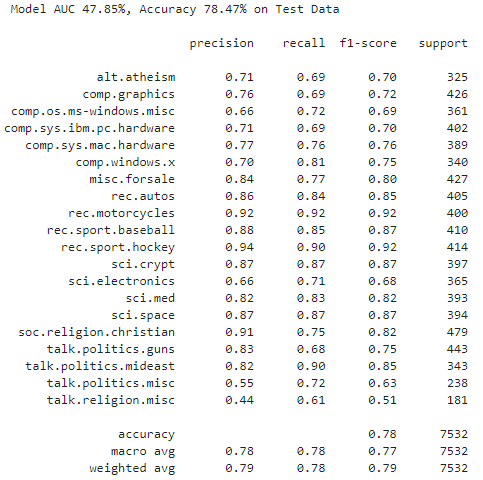 Model AUC 47.85%, Accuracy 78.47% on Test Data
precision recall f1-score support
alt.atheism 0.71 0.69 0.70 325
comp.graphics 0.76 0.69 0.72 426
comp.os.ms-windows.misc 0.66 0.72 0.69 361
comp.sys.ibm.pc.hardware 0.71 0.69 0.70 402
comp.sys.mac.hardware 0.77 0.76 0.76 389
comp.windows.x 0.70 0.81 0.75 340
misc.forsale 0.84 0.77 0.80 427
rec.autos 0.86 0.84 0.85 405
rec.motorcycles 0.92 0.92 0.92 400
rec.sport.baseball 0.88 0.85 0.87 410
rec.sport.hockey 0.94 0.90 0.92 414
sci.crypt 0.87 0.87 0.87 397
sci.electronics 0.66 0.71 0.68 365
sci.med 0.82 0.83 0.82 393
sci.space 0.87 0.87 0.87 394
soc.religion.christian 0.91 0.75 0.82 479
talk.politics.guns 0.83 0.68 0.75 443
talk.politics.mideast 0.82 0.90 0.85 343
talk.politics.misc 0.55 0.72 0.63 238
talk.religion.misc 0.44 0.61 0.51 181
accuracy 0.78 7532
macro avg 0.78 0.78 0.77 7532
weighted avg 0.79 0.78 0.79 7532